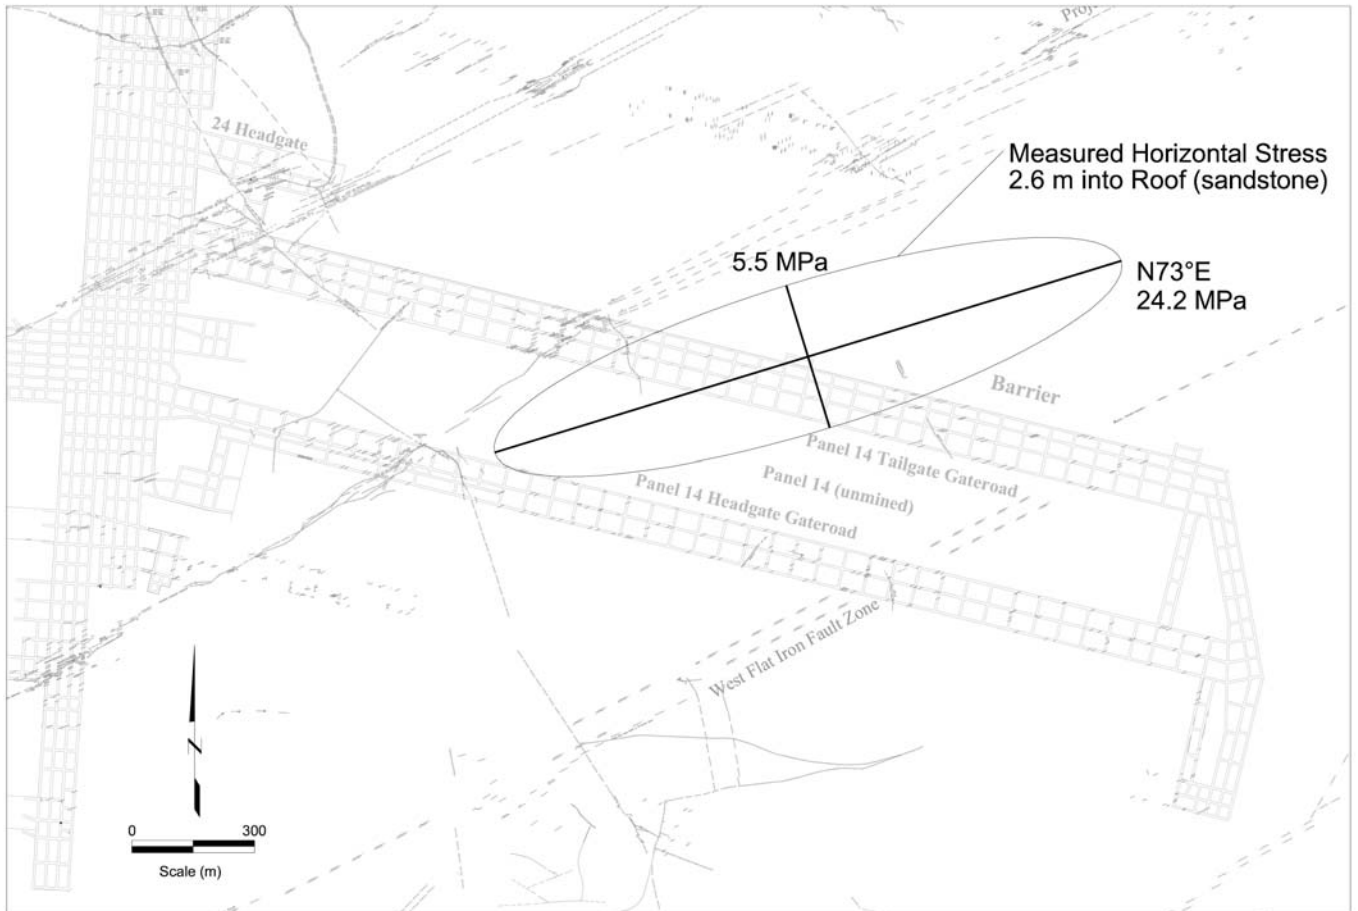 Proj
24 Headgate
Measured Horizontal Stress
2.6 m into Roof (sandstone)
5.5 MPa
N73°E
24.2 MPa
Barrier
Panel 14 Tailgate Gateroad
Panel 14 (unmined)
Panel 14 Headgate Gateroad
West Flat Iron Fault Zone
N
0 300
Scale (m)